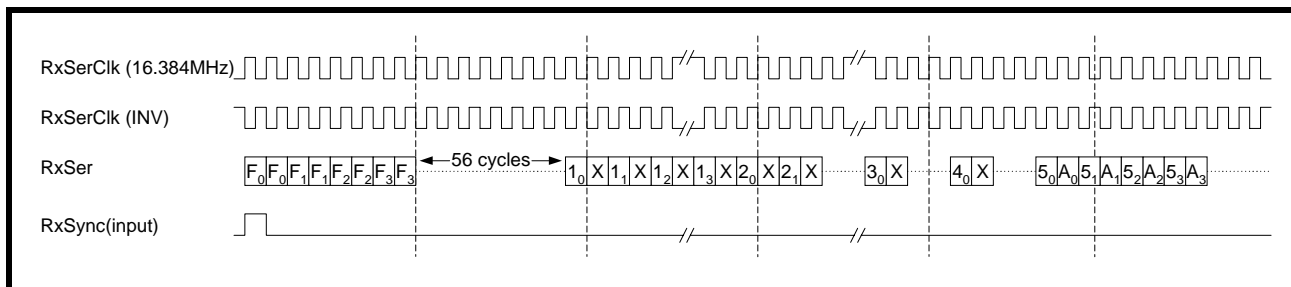 RxSerClk (16.384MHz)
RxSerClk (INV)
RxSer F₀ F₀ F₁ F₁ F₂ F₂ F₃ F₃ 56 cycles 1₀ X 1₁ X 1₂ X 1₃ X 2₀ X 2₁ X 3₀ X 4₀ X 5₀ A₀ 5₁ A₁ 5₂ A₂ 5₃ A₃
RxSync(input)